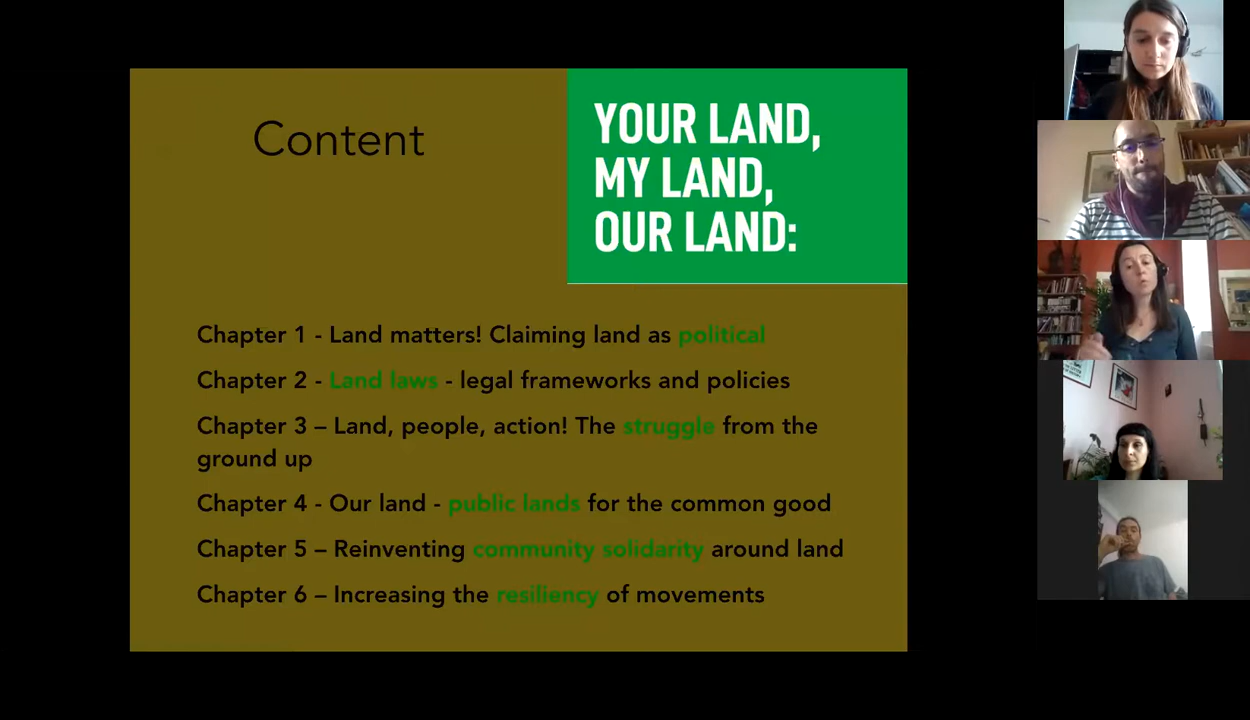 Content
YOUR LAND,
MY LAND,
OUR LAND:
Chapter 1 - Land matters! Claiming land as political
Chapter 2 - Land laws - legal frameworks and policies
Chapter 3 – Land, people, action! The struggle from the
ground up
Chapter 4 - Our land - public lands for the common good
Chapter 5 – Reinventing community solidarity around land
Chapter 6 – Increasing the resiliency of movements